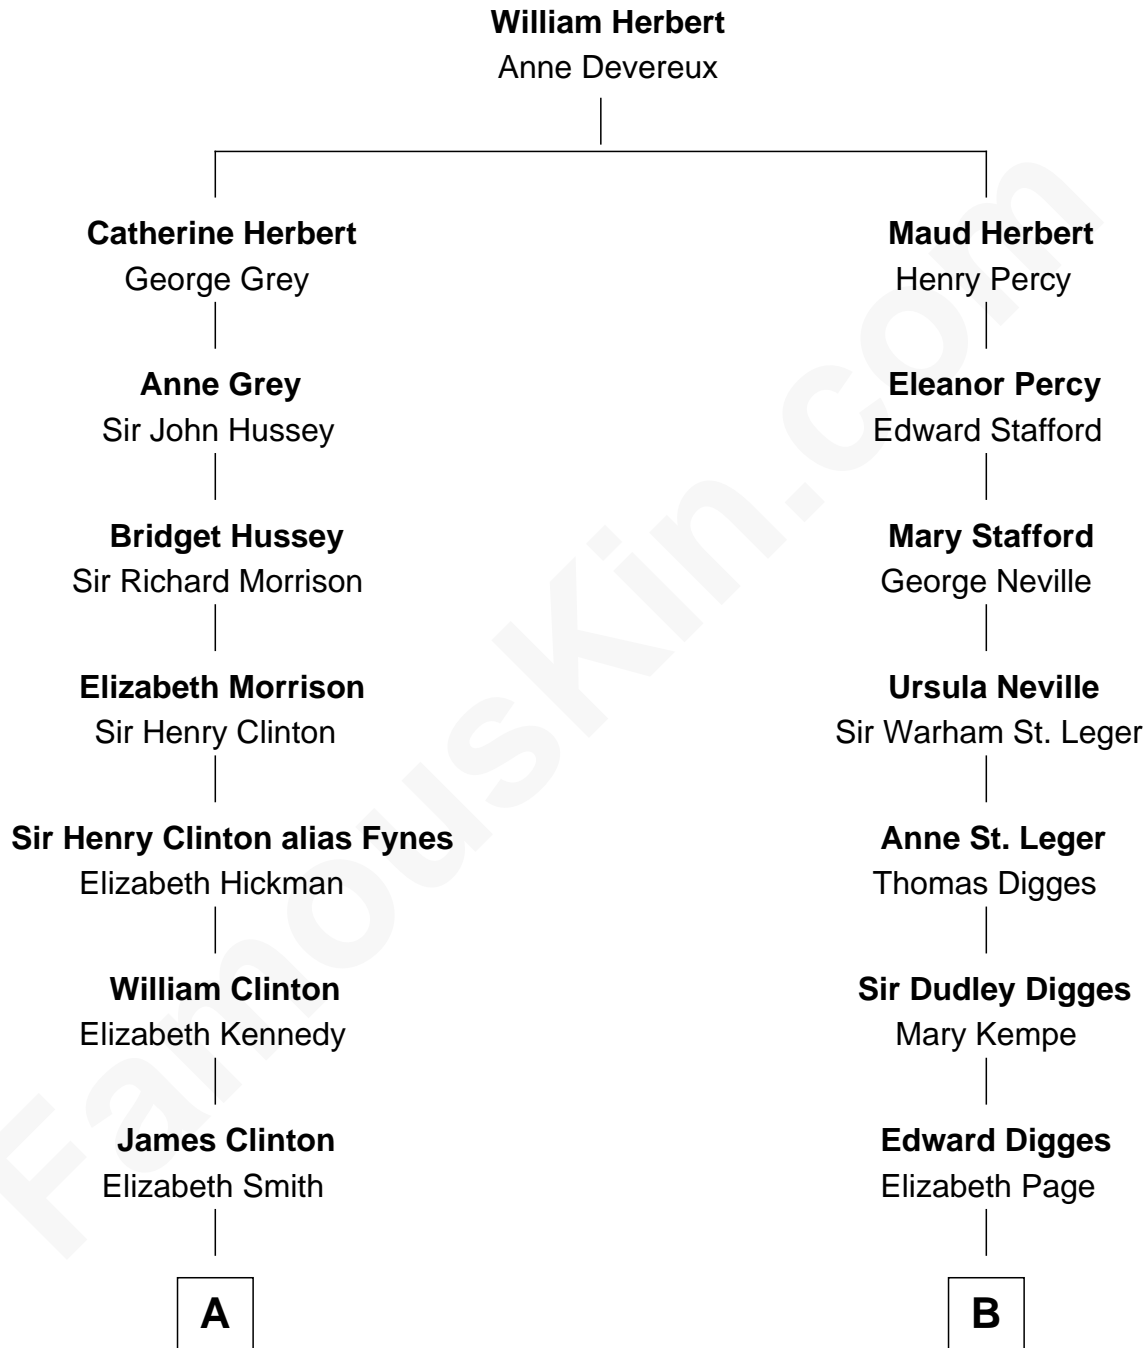 William Herbert
Anne Devereux
Catherine Herbert
George Grey
Maud Herbert
Henry Percy
Anne Grey
Sir John Hussey
Eleanor Percy
Edward Stafford
Bridget Hussey
Sir Richard Morrison
Mary Stafford
George Neville
Elizabeth Morrison
Sir Henry Clinton
Ursula Neville
Sir Warham St. Leger
Sir Henry Clinton alias Fynes
Elizabeth Hickman
Anne St. Leger
Thomas Digges
William Clinton
Elizabeth Kennedy
Sir Dudley Digges
Mary Kempe
James Clinton
Elizabeth Smith
Edward Digges
Elizabeth Page
A
B
FamousKin.com